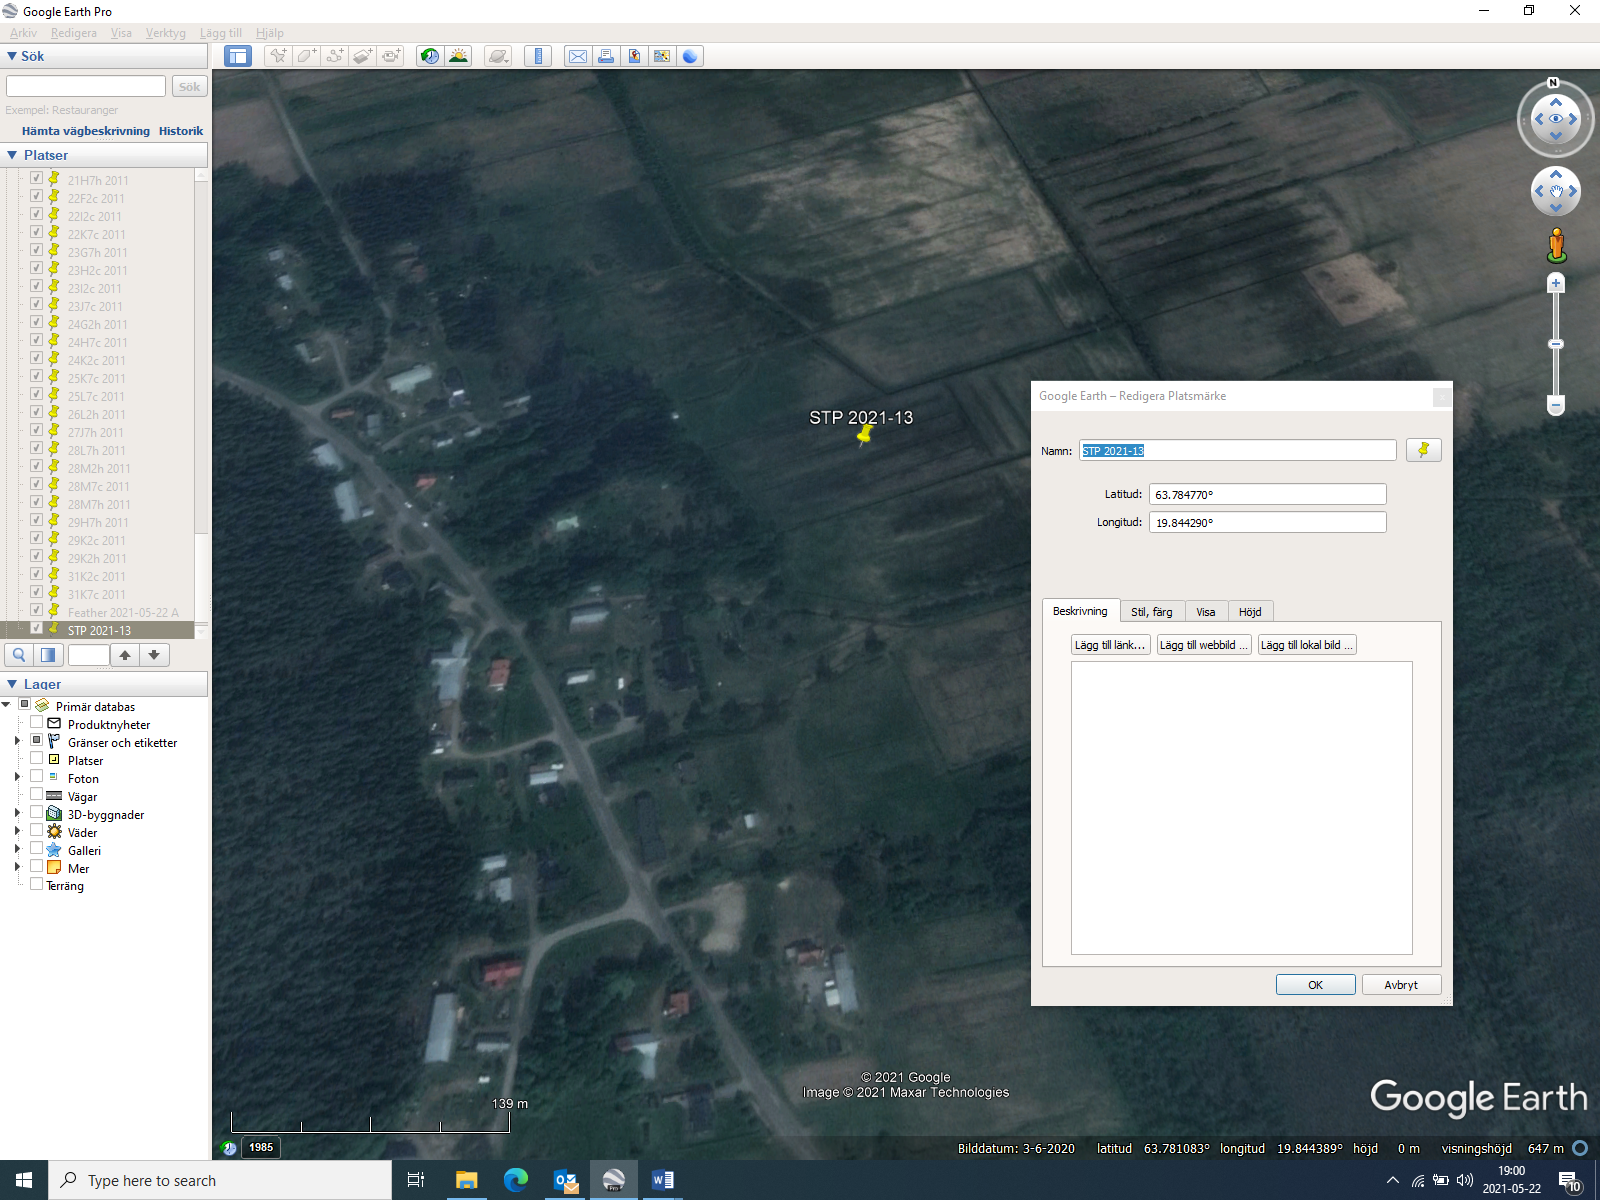 Google Earth Pro
Arkiv Redigera Visa Verktyg Lägg till Hjälp
Sök
Sök
Exempel: Restauranger
Hämta vägbeskrivning Historik
Platser
21H7h 2011
22F2c 2011
22I2c 2011
22K7c 2011
23G7h 2011
23H2c 2011
23I2c 2011
23J7c 2011
24G2h 2011
24H7c 2011
24K2c 2011
25K7c 2011
25L7c 2011
26L2h 2011
27J7h 2011
28L7h 2011
28M2h 2011
28M7c 2011
28M7h 2011
29H7h 2011
29K2c 2011
29K2h 2011
31K2c 2011
31K7c 2011
Feather 2021-05-22 A
STP 2021-13
Lager
Primär databas
Produktnyheter
Gränser och etiketter
Platser
Foton
Vägar
3D-byggnader
Väder
Galleri
Mer
Terräng
N
STP 2021-13
Google Earth – Redigera Platsmärke
Namn: STP 2021-13
Latitud: 63.784770°
Longitud: 19.844290°
Beskrivning Stil, färg Visa Höjd
Lägg till länk... Lägg till webbild ... Lägg till lokal bild ...
OK Avbryt
© 2021 Google
Image © 2021 Maxar Technologies
139 m
Google Earth
1985
Bilddatum: 3-6-2020 latitud 63.781083° longitud 19.844389° höjd 0 m visningshöjd 647 m
Type here to search
19:00
2021-05-22
10